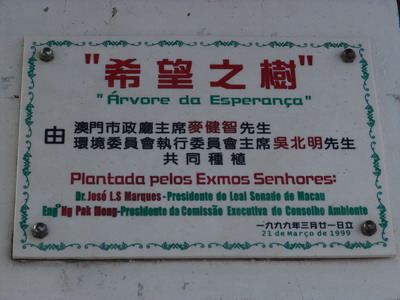 "希望之樹"
"Árvore da Esperança"
由 澳門市政廳主席麥健智先生
環境委員會執行委員會主席吳北明先生
共同種植
Plantada pelos Exmos Senhores:
Dr. José L.S Marques-Presidente do Leal Senado de Macau
Engº Ng Pek Meng-Presidente da Comissão Executiva do Conselho Ambiente
一九九九年三月廿一日立
21 de Março de 1999